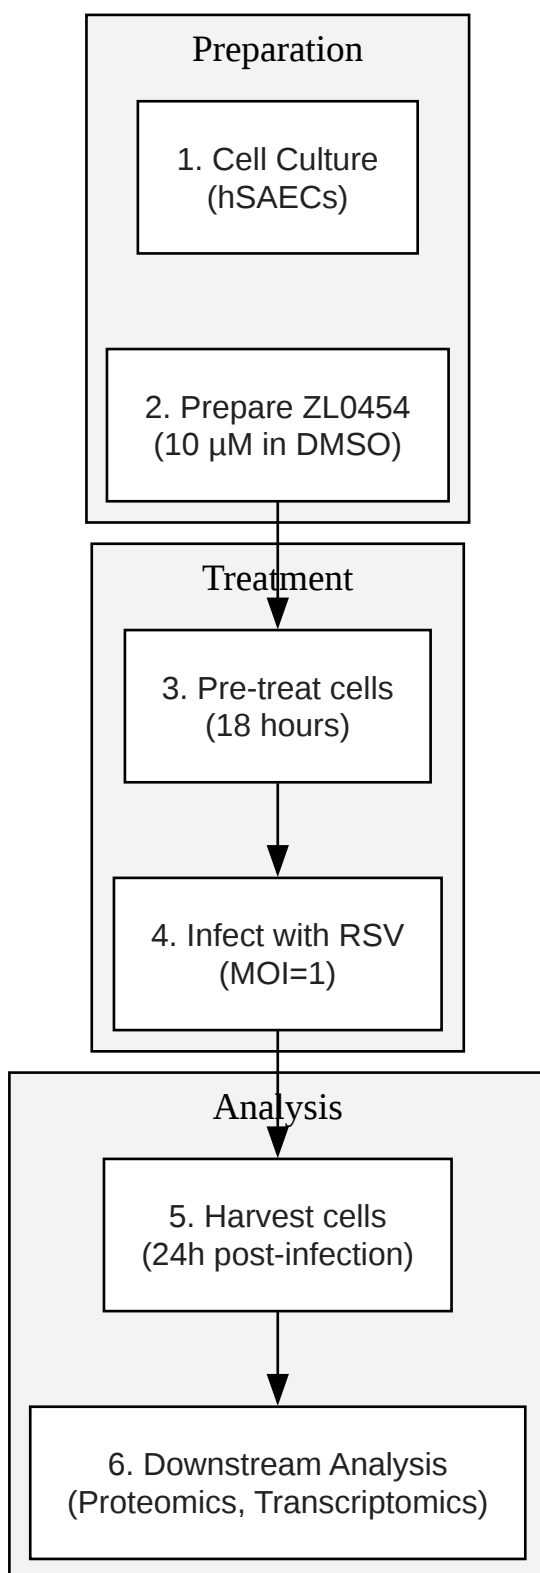 Preparation
1. Cell Culture
(hSAECs)
2. Prepare ZL0454
(10 µM in DMSO)
Treatment
3. Pre-treat cells
(18 hours)
4. Infect with RSV
(MOI=1)
Analysis
5. Harvest cells
(24h post-infection)
6. Downstream Analysis
(Proteomics, Transcriptomics)